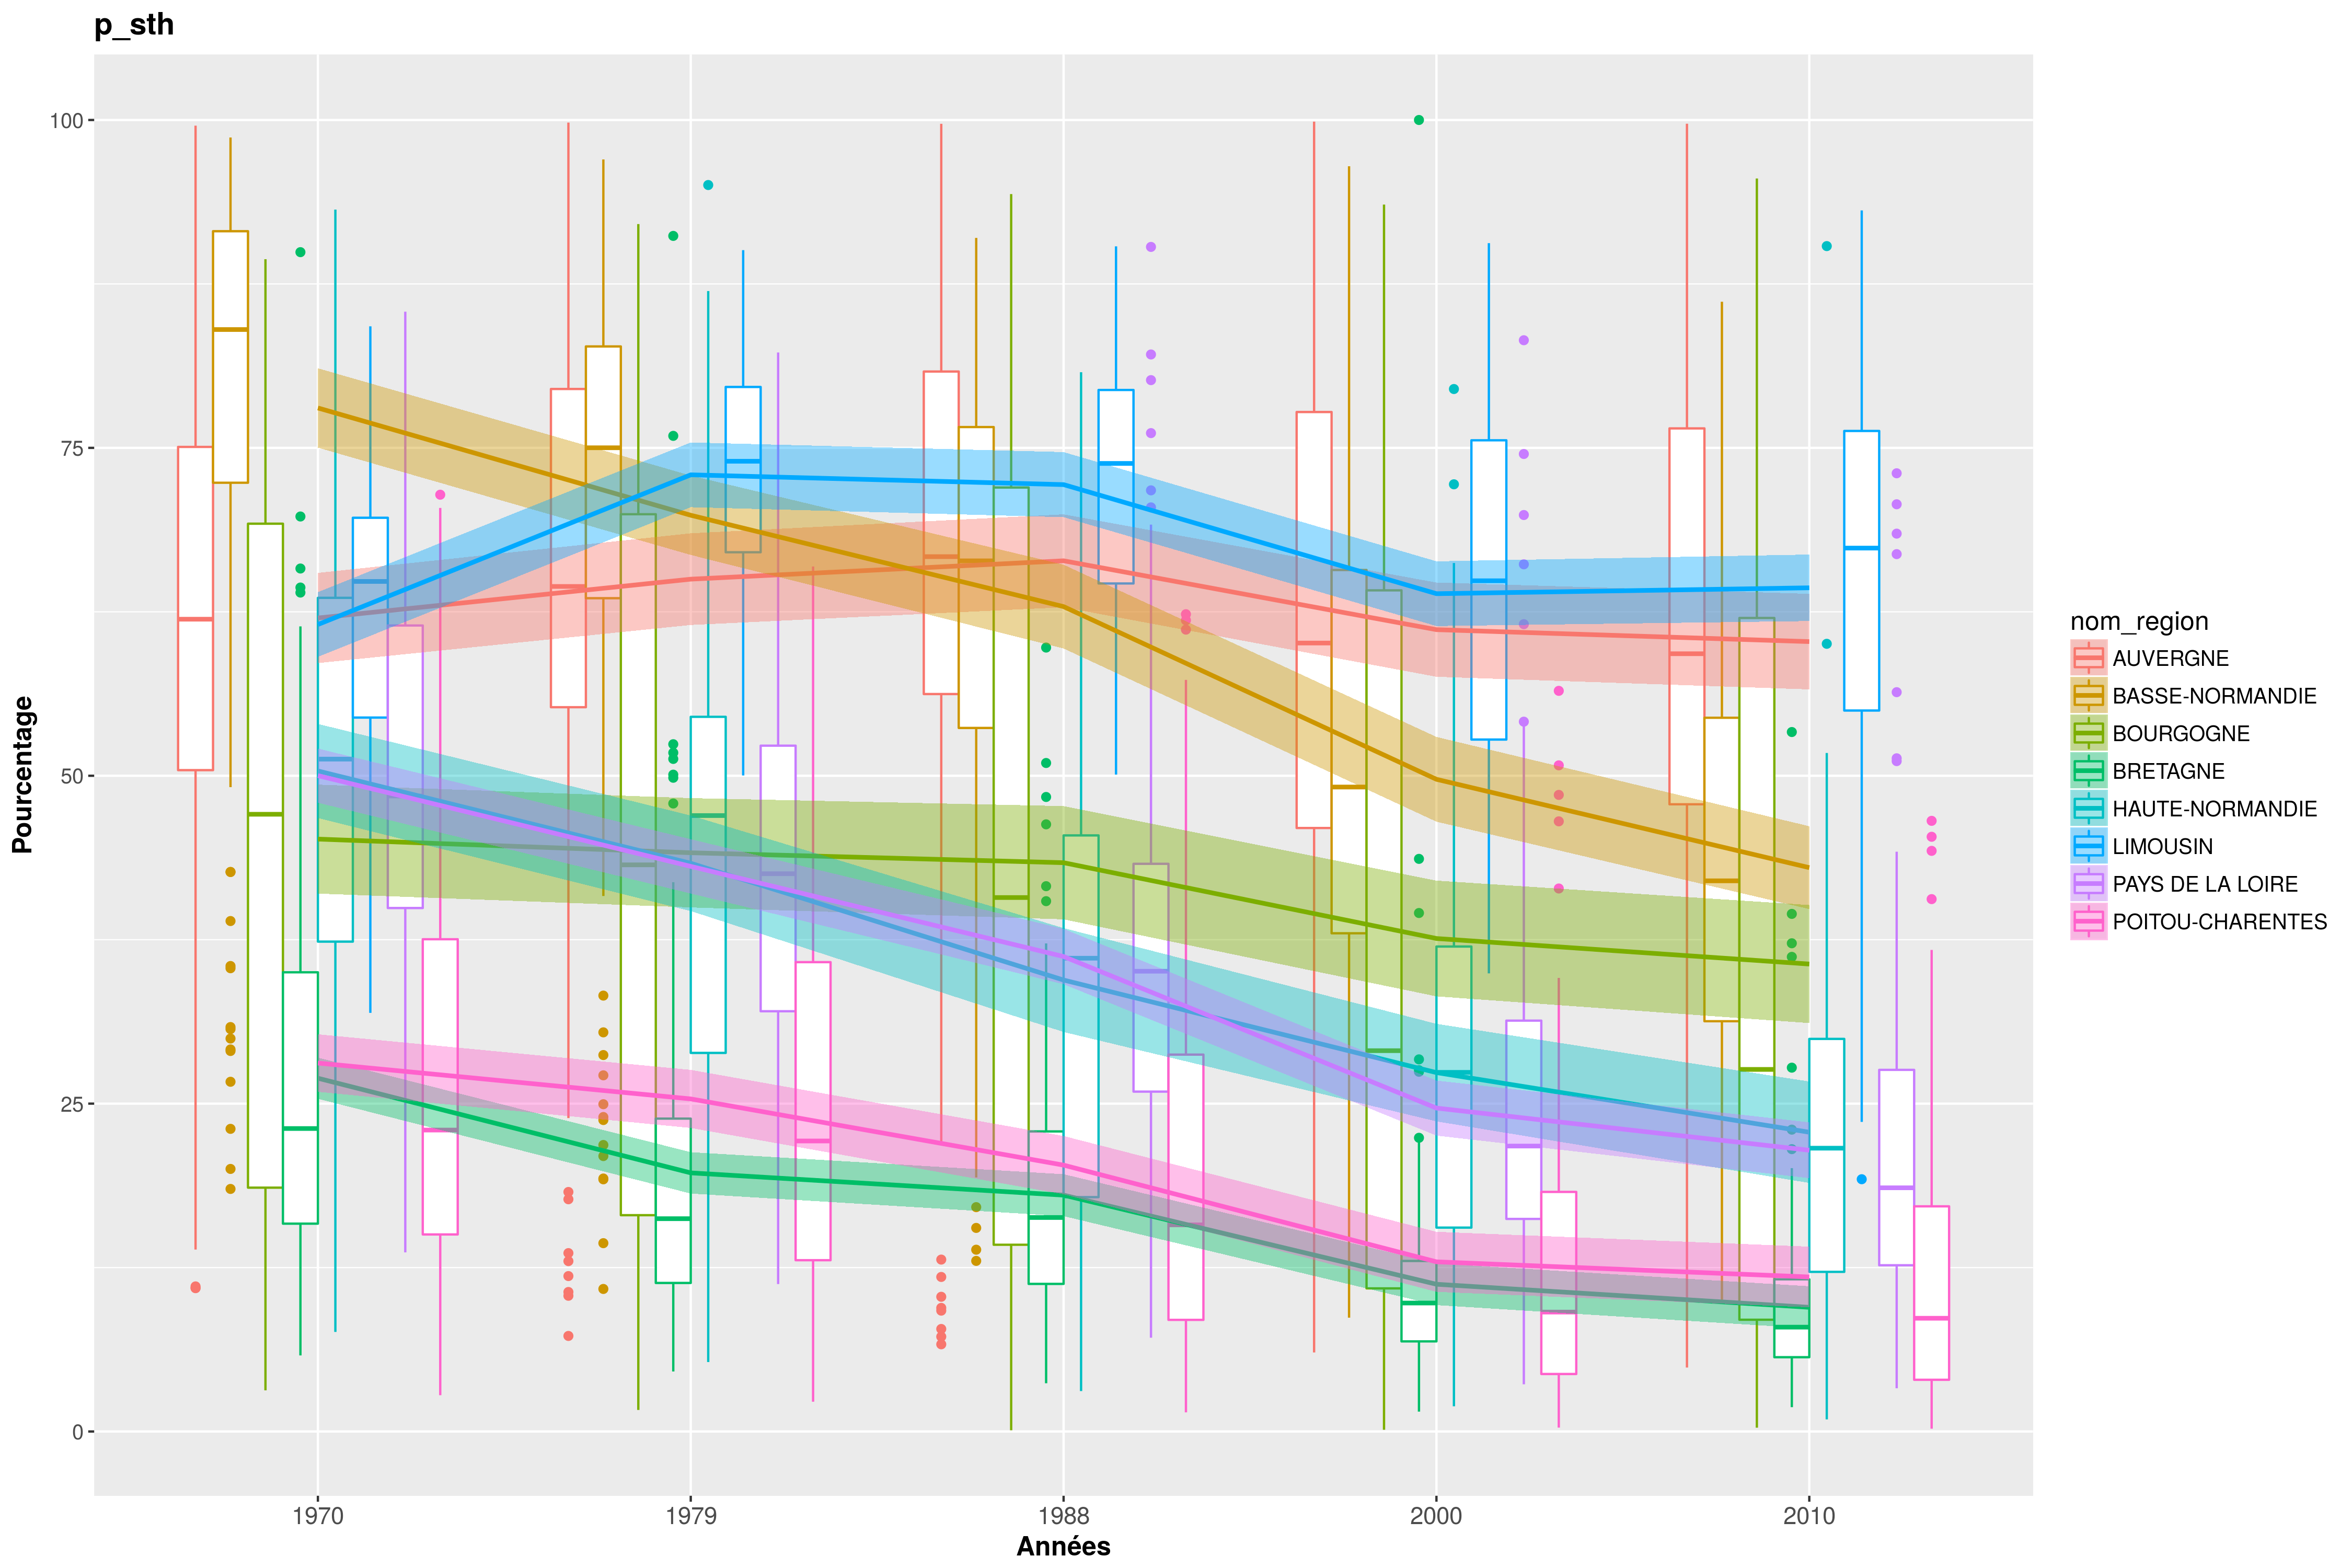 p_sth
Pourcentage
100
75
50
25
0
1970
1979
1988
2000
2010
Années
nom_region
AUVERGNE
BASSE-NORMANDIE
BOURGOGNE
BRETAGNE
HAUTE-NORMANDIE
LIMOUSIN
PAYS DE LA LOIRE
POITOU-CHARENTES